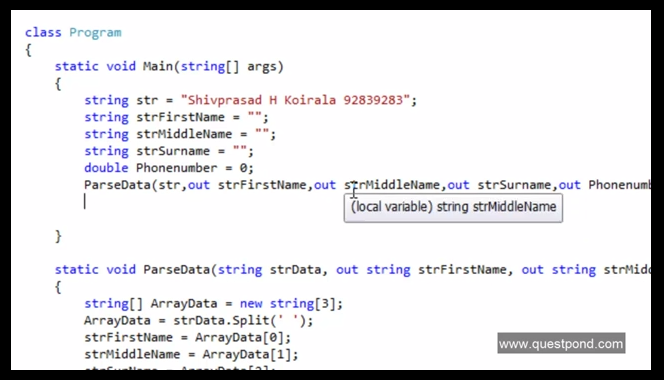 class Program
{
static void Main(string[] args)
{
string str = "Shivprasad H Koirala 92839283";
string strFirstName = "";
string strMiddleName = "";
string strSurname = "";
double Phonenumber = 0;
ParseData(str,out strFirstName,out strMiddleName,out strSurname,out Phonenumb
(local variable) string strMiddleName
}
static void ParseData(string strData, out string strFirstName, out string strMidd
{
string[] ArrayData = new string[3];
ArrayData = strData.Split(' ');
strFirstName = ArrayData[0];
strMiddleName = ArrayData[1];
strSurName = ArrayData[2];
www.questpond.com